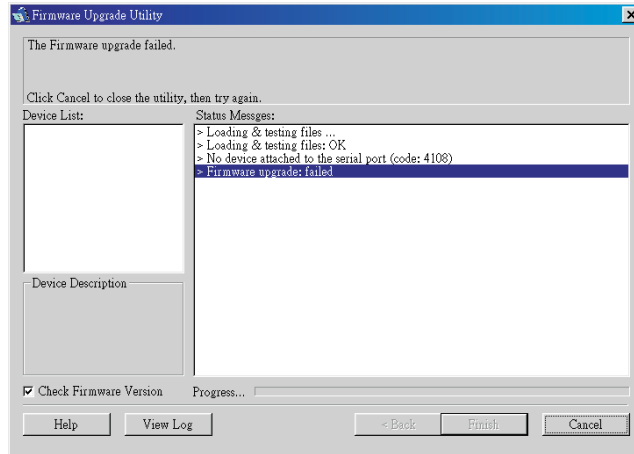 Firmware Upgrade Utility
The Firmware upgrade failed.
Click Cancel to close the utility, then try again.
Device List:
Status Messges:
> Loading & testing files ...
> Loading & testing files: OK
> No device attached to the serial port (code: 4108)
> Firmware upgrade: failed
Device Description
Check Firmware Version
Progress...
Help
View Log
< Back
Finish
Cancel